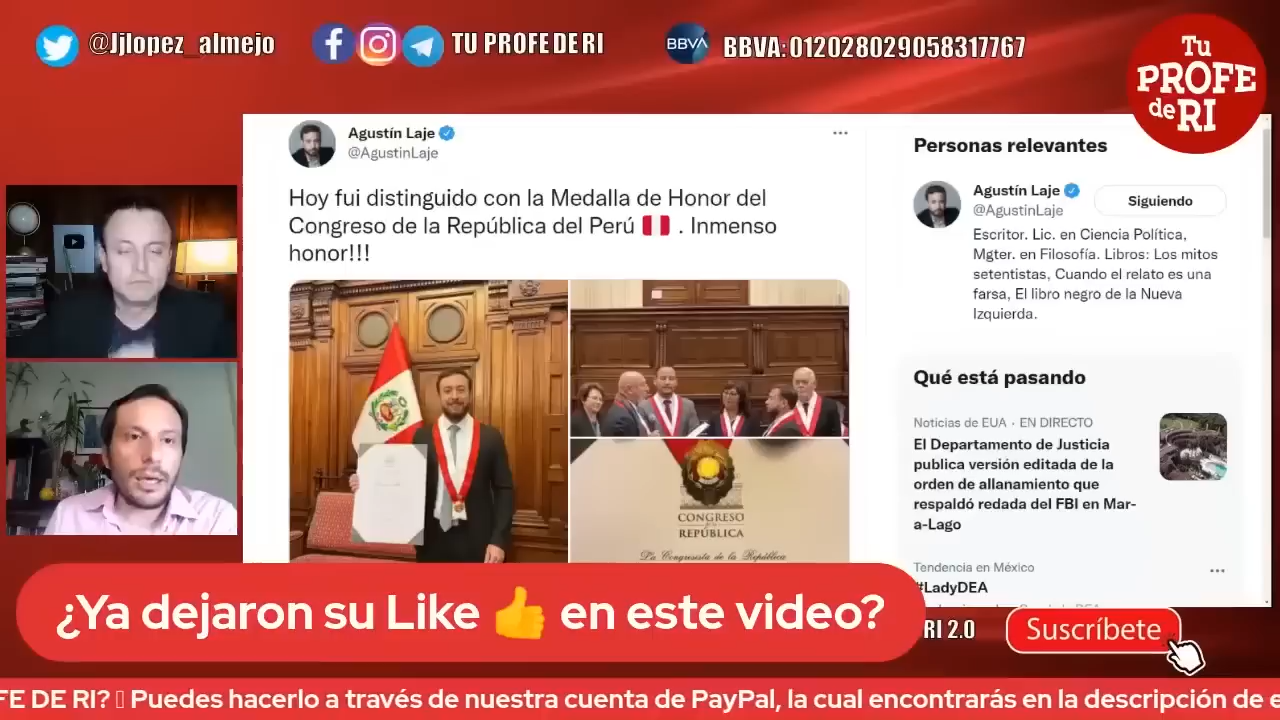 @Jjlopez_almejo
TU PROFE DE RI
BBVA
BBVA: 012028029058317767
Tu
PROFE
de RI
Agustín Laje
@AgustinLaje
Hoy fui distinguido con la Medalla de Honor del
Congreso de la República del Perú 🇵🇪 . Inmenso
honor!!!
CONGRESO
REPÚBLICA
La Congresista de la República
Personas relevantes
Agustín Laje
@AgustinLaje
Siguiendo
Escritor. Lic. en Ciencia Política,
Mgter. en Filosofía. Libros: Los mitos
setentistas, Cuando el relato es una
farsa, El libro negro de la Nueva
Izquierda.
Qué está pasando
Noticias de EUA · EN DIRECTO
El Departamento de Justicia
publica versión editada de la
orden de allanamiento que
respaldó redada del FBI en Mar-
a-Lago
Tendencia en México
#LadyDEA
¿Ya dejaron su Like 👍 en este video?
RI 2.0
Suscríbete
FE DE RI? ▯ Puedes hacerlo a través de nuestra cuenta de PayPal, la cual encontrarás en la descripción de e